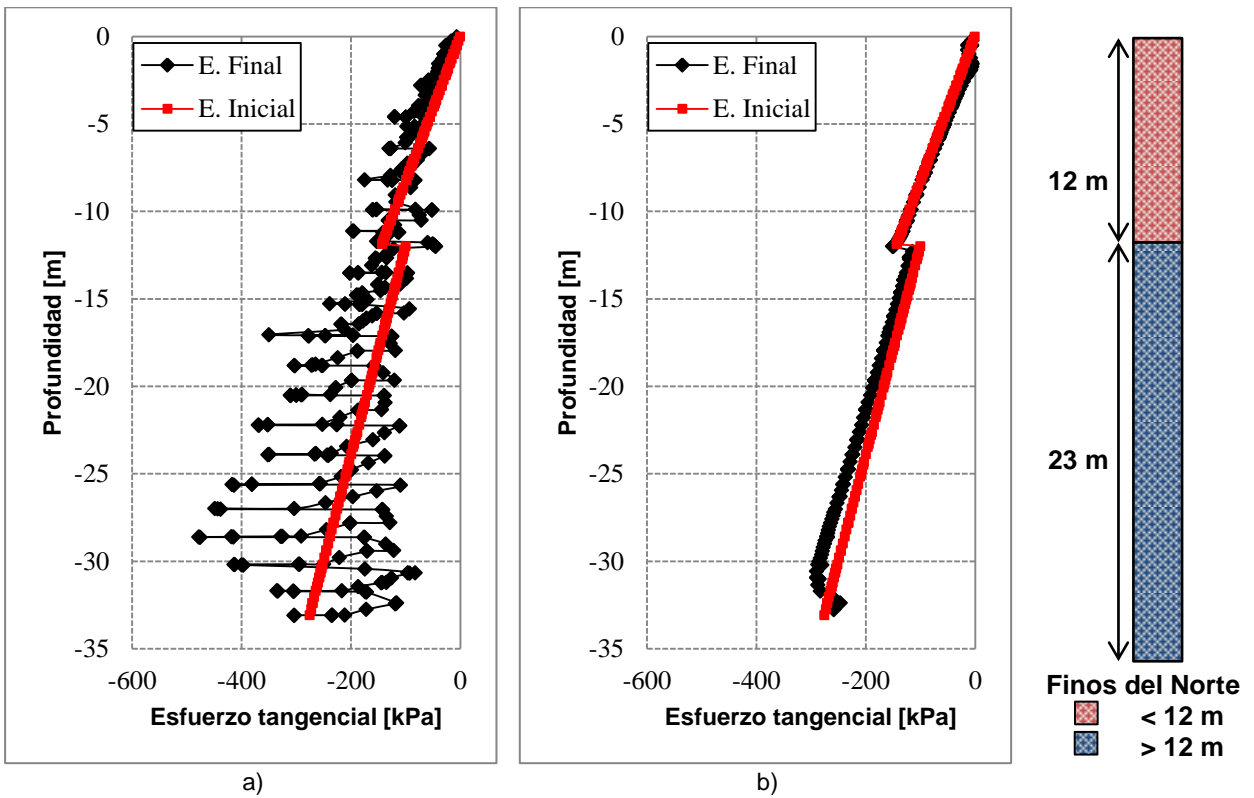 0
-5
-10
-15
-20
-25
-30
-35
-600
-400
-200
0
Profundidad [m]
Esfuerzo tangencial [kPa]
E. Final
E. Inicial
a)
0
-5
-10
-15
-20
-25
-30
-35
-600
-400
-200
0
Profundidad [m]
Esfuerzo tangencial [kPa]
E. Final
E. Inicial
b)
12 m
23 m
Finos del Norte
< 12 m
> 12 m